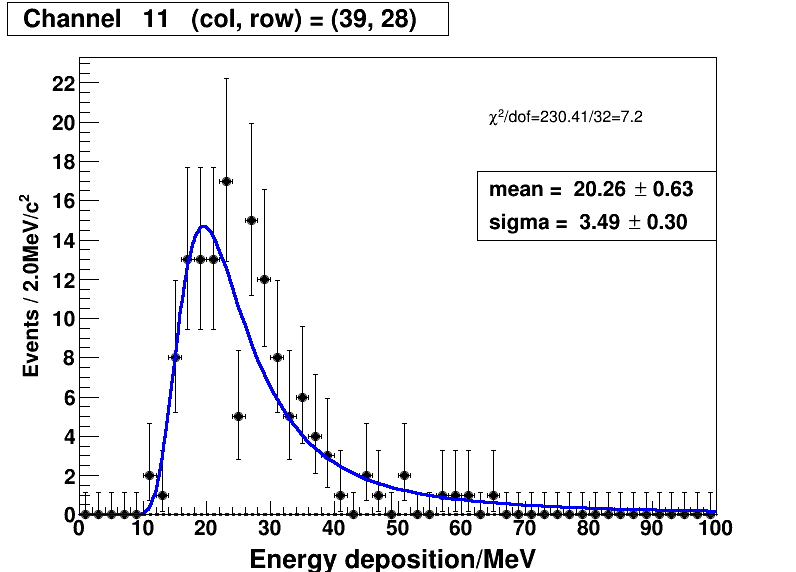 Channel 11 (col, row) = (39, 28)
χ²/dof=230.41/32=7.2
mean = 20.26 ± 0.63
sigma = 3.49 ± 0.30
Events / 2.0MeV/c²
22
20
18
16
14
12
10
8
6
4
2
0
0 10 20 30 40 50 60 70 80 90 100
Energy deposition/MeV